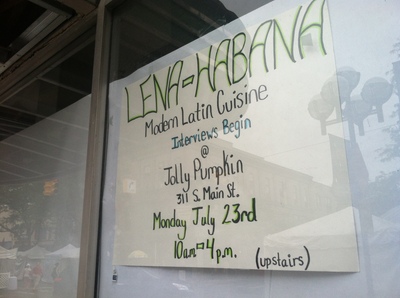 LENA-HABANA
Modern Latin Cuisine
Interviews Begin
@
Jolly Pumpkin
311 S. Main St.
Monday July 23rd
10am-4p.m. (upstairs)